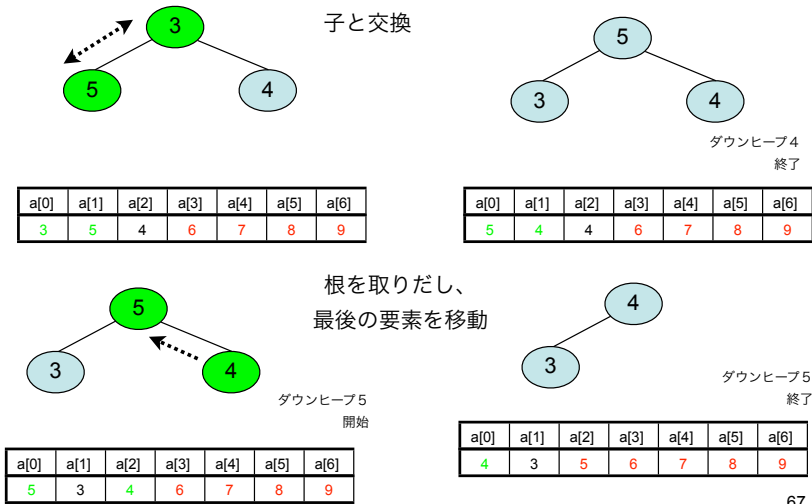 子と交換
3
5
4
5
3
4
ダウンヒープ４
終了
a[0] a[1] a[2] a[3] a[4] a[5] a[6]
3 5 4 6 7 8 9
a[0] a[1] a[2] a[3] a[4] a[5] a[6]
5 4 4 6 7 8 9
根を取りだし、
最後の要素を移動
5
3
4
ダウンヒープ５
開始
4
3
ダウンヒープ５
終了
a[0] a[1] a[2] a[3] a[4] a[5] a[6]
5 3 4 6 7 8 9
a[0] a[1] a[2] a[3] a[4] a[5] a[6]
4 3 5 6 7 8 9
67